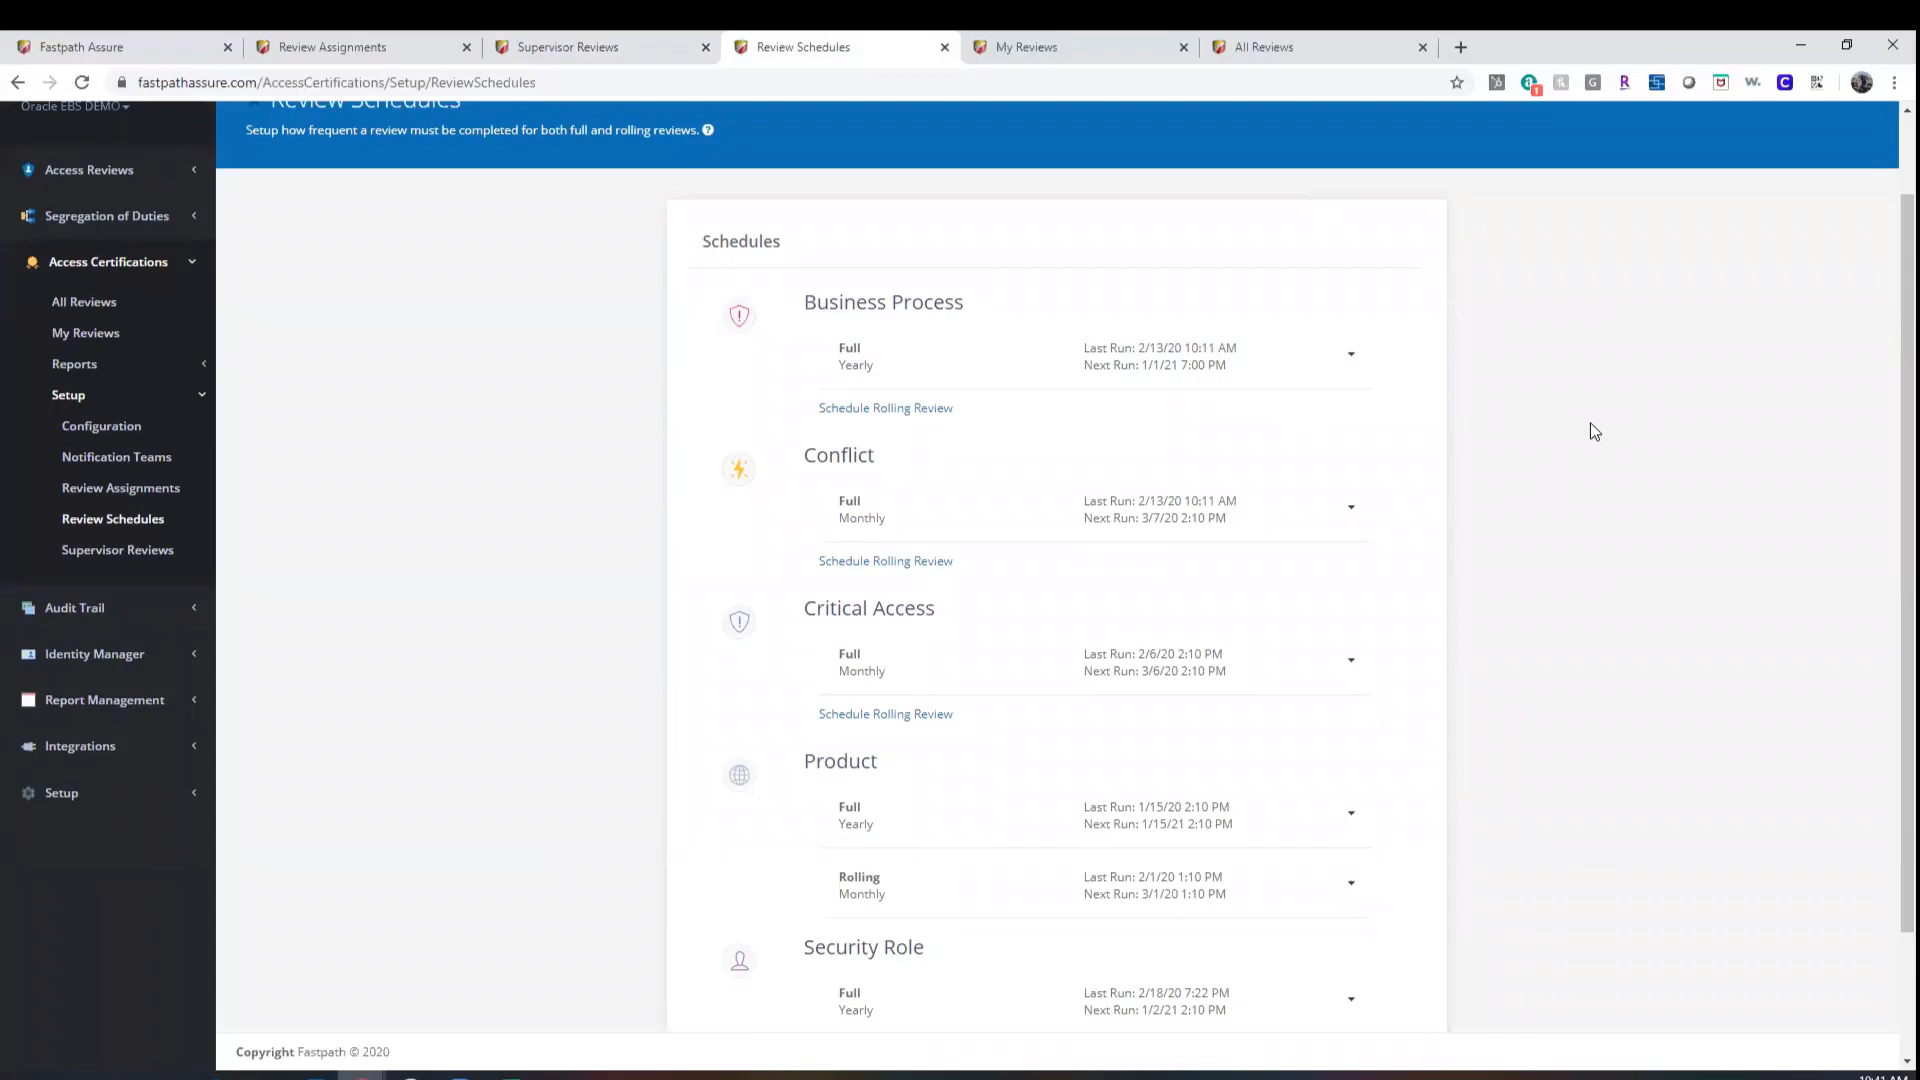 Fastpath Assure
Review Assignments
Supervisor Reviews
Review Schedules
My Reviews
All Reviews
fastpathassure.com/AccessCertifications/Setup/ReviewSchedules
Oracle EBS DEMO
Review Schedules
Setup how frequent a review must be completed for both full and rolling reviews.
Access Reviews
Segregation of Duties
Access Certifications
All Reviews
My Reviews
Reports
Setup
Configuration
Notification Teams
Review Assignments
Review Schedules
Supervisor Reviews
Audit Trail
Identity Manager
Report Management
Integrations
Setup
Schedules
Business Process
Full
Yearly
Last Run: 2/13/20 10:11 AM
Next Run: 1/1/21 7:00 PM
Schedule Rolling Review
Conflict
Full
Monthly
Last Run: 2/13/20 10:11 AM
Next Run: 3/7/20 2:10 PM
Schedule Rolling Review
Critical Access
Full
Monthly
Last Run: 2/6/20 2:10 PM
Next Run: 3/6/20 2:10 PM
Schedule Rolling Review
Product
Full
Yearly
Last Run: 1/15/20 2:10 PM
Next Run: 1/15/21 2:10 PM
Rolling
Monthly
Last Run: 2/1/20 1:10 PM
Next Run: 3/1/20 1:10 PM
Security Role
Full
Yearly
Last Run: 2/18/20 7:22 PM
Next Run: 1/2/21 2:10 PM
Copyright Fastpath © 2020